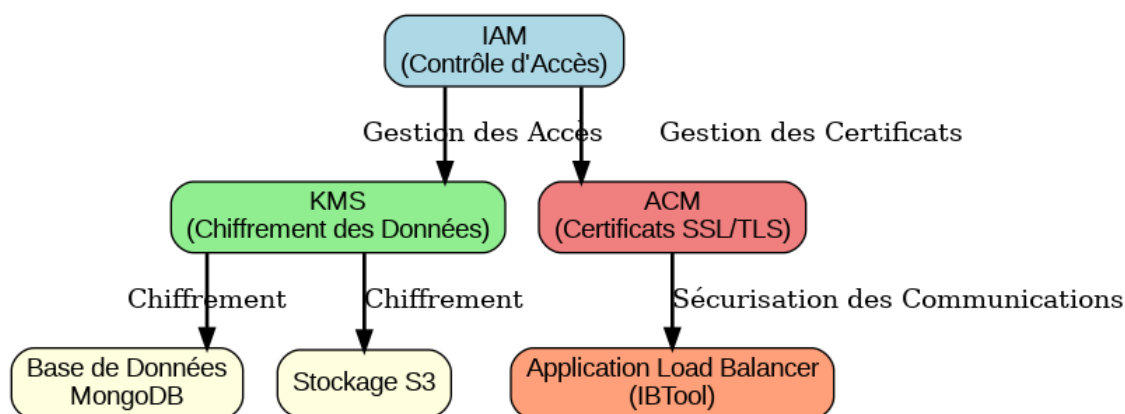 IAM
(Contrôle d'Accès)
Gestion des Accès
Gestion des Certificats
KMS
(Chiffrement des Données)
ACM
(Certificats SSL/TLS)
Chiffrement
Chiffrement
Sécurisation des Communications
Base de Données
MongoDB
Stockage S3
Application Load Balancer
(IBTool)